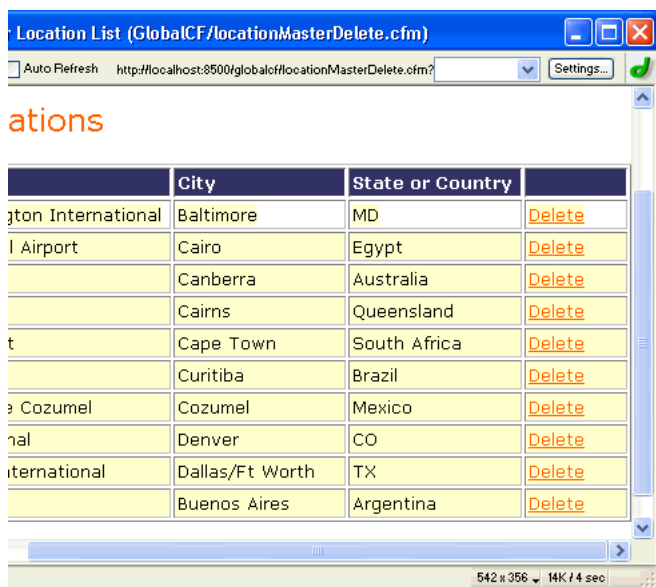 r Location List (GlobalCF/locationMasterDelete.cfm)
Auto Refresh http://localhost:8500/globalcf/locationMasterDelete.cfm? Settings...
ations
City State or Country
gton International Baltimore MD Delete
l Airport Cairo Egypt Delete
Canberra Australia Delete
Cairns Queensland Delete
t Cape Town South Africa Delete
Curitiba Brazil Delete
e Cozumel Cozumel Mexico Delete
nal Denver CO Delete
nternational Dallas/Ft Worth TX Delete
Buenos Aires Argentina Delete
542 x 356 14K / 4 sec